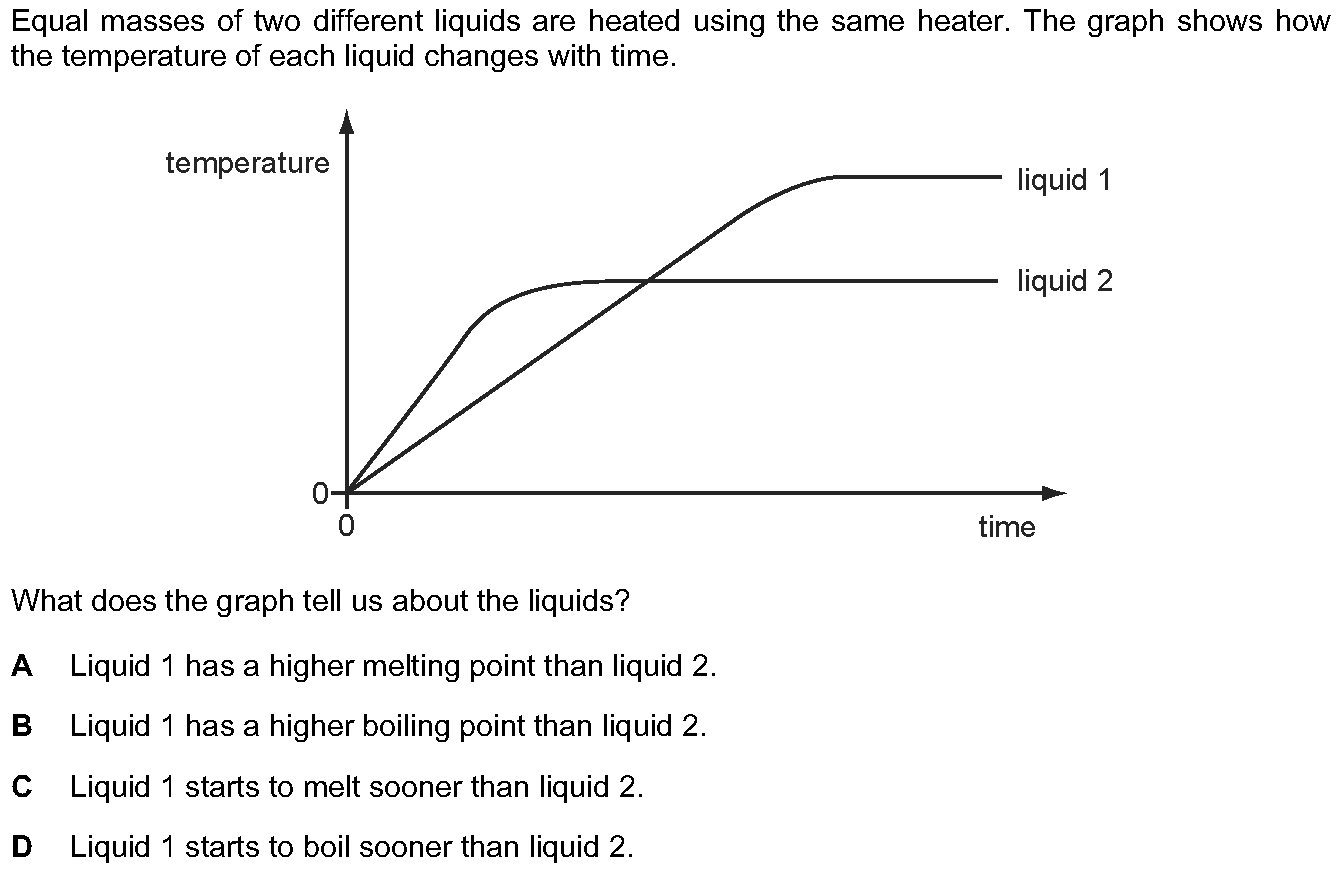 Equal masses of two different liquids are heated using the same heater. The graph shows how
the temperature of each liquid changes with time.
temperature
liquid 1
liquid 2
0
0
time
What does the graph tell us about the liquids?
A Liquid 1 has a higher melting point than liquid 2.
B Liquid 1 has a higher boiling point than liquid 2.
C Liquid 1 starts to melt sooner than liquid 2.
D Liquid 1 starts to boil sooner than liquid 2.